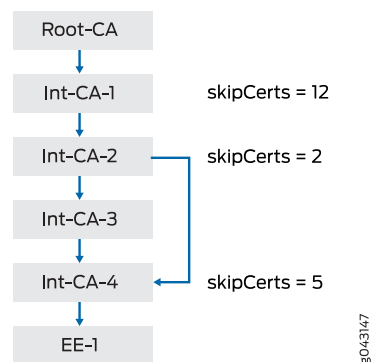 Root-CA
Int-CA-1 skipCerts = 12
Int-CA-2 skipCerts = 2
Int-CA-3
Int-CA-4 skipCerts = 5
EE-1
g043147